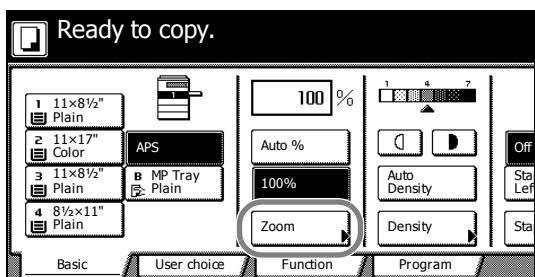 Ready to copy.
1 11×8½"
Plain
2 11×17"
Color
3 11×8½"
Plain
4 8½×11"
Plain
APS
B MP Tray
Plain
100 %
Auto %
100%
Zoom
1 4 7
Auto
Density
Density
Off
Sta
Left
Sta
Basic
User choice
Function
Program